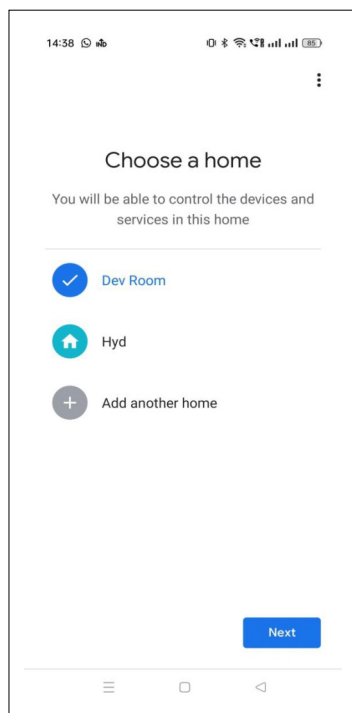 14:38
85
Choose a home
You will be able to control the devices and
services in this home
Dev Room
Hyd
Add another home
Next